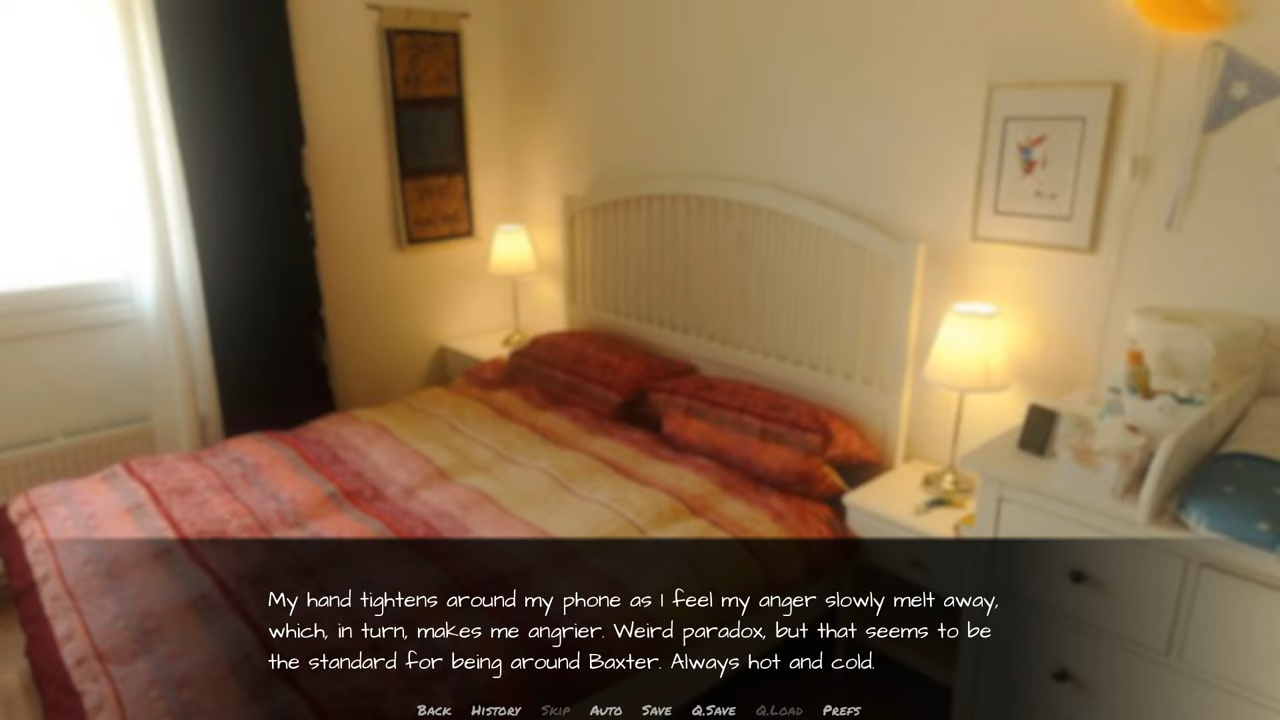 My hand tightens around my phone as I feel my anger slowly melt away,
which, in turn, makes me angrier. Weird paradox, but that seems to be
the standard for being around Baxter. Always hot and cold.
Back History Skip Auto Save Q.Save Q.Load Prefs